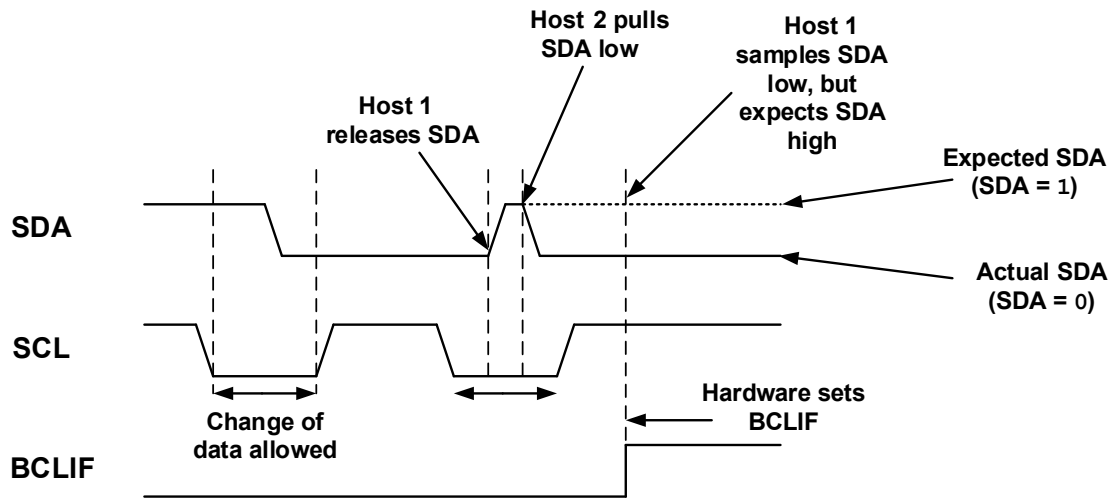 Host 2 pulls
SDA low
Host 1
samples SDA
low, but
expects SDA
high
Host 1
releases SDA
Expected SDA
(SDA = 1)
SDA
Actual SDA
(SDA = 0)
SCL
Change of
data allowed
Hardware sets
BCLIF
BCLIF